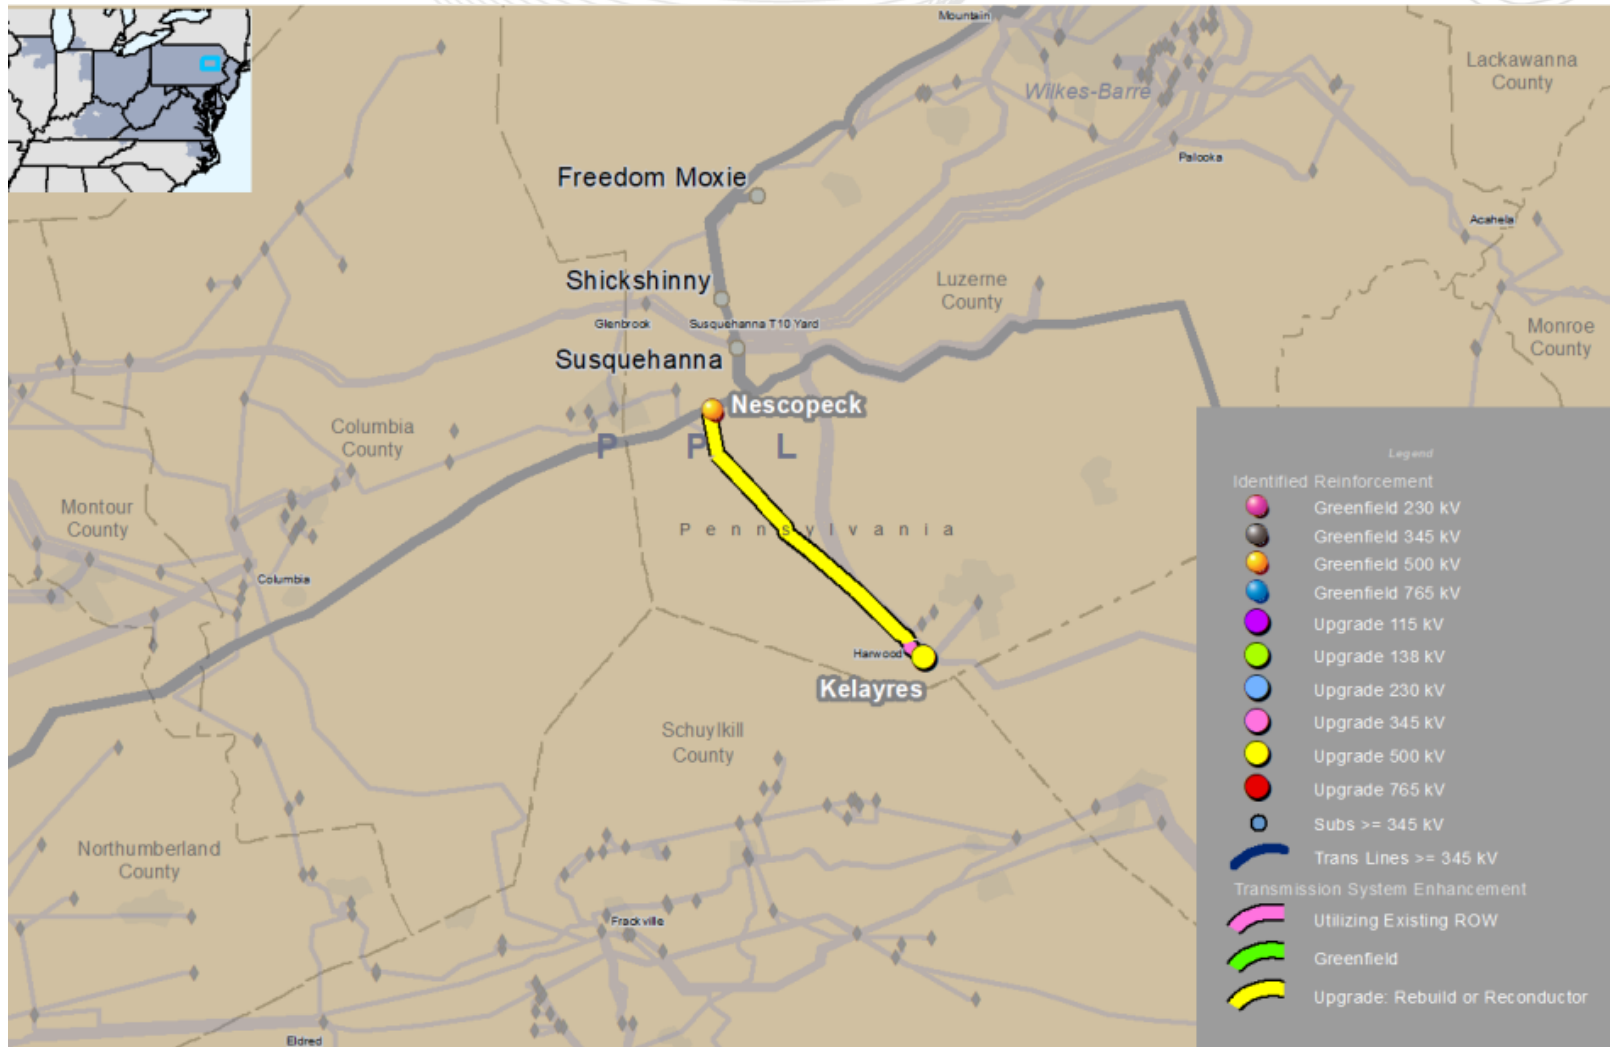 Mountain
Lackawanna
County
Wilkes-Barre
Palooka
Freedom Moxie
Acahela
Shickshinny
Luzerne
County
Glenbrook
Susquehanna T10 Yard
Monroe
County
Susquehanna
Nescopeck
Columbia
County
P P L
Montour
County
Pennsylvania
Columbia
Harwood
Kelayres
Schuylkill
County
Northumberland
County
Frackville
Eldred
Legend
Identified Reinforcement
Greenfield 230 kV
Greenfield 345 kV
Greenfield 500 kV
Greenfield 765 kV
Upgrade 115 kV
Upgrade 138 kV
Upgrade 230 kV
Upgrade 345 kV
Upgrade 500 kV
Upgrade 765 kV
Subs >= 345 kV
Trans Lines >= 345 kV
Transmission System Enhancement
Utilizing Existing ROW
Greenfield
Upgrade: Rebuild or Reconductor